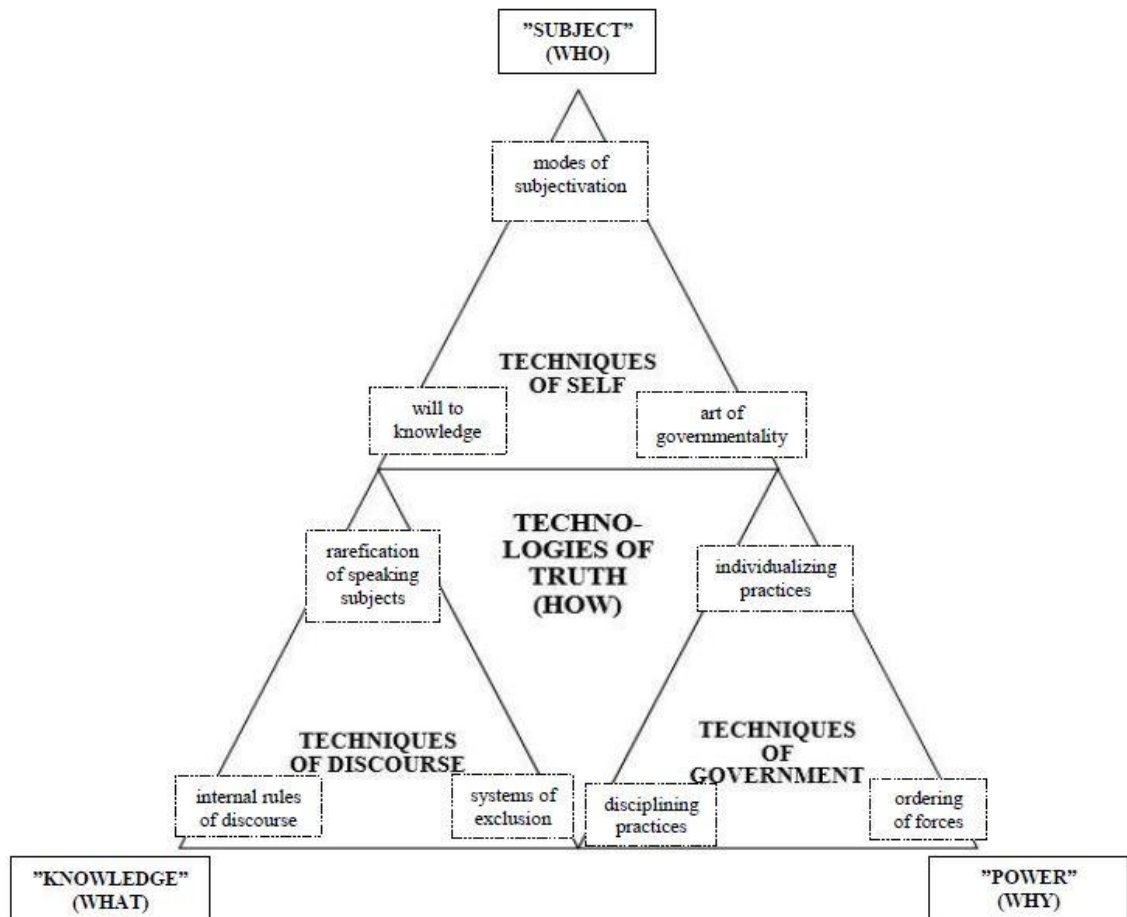 ”SUBJECT”
(WHO)
modes of
subjectivation
TECHNIQUES
OF SELF
will to
knowledge
art of
governmentality
TECHNO-
LOGIES OF
TRUTH
(HOW)
rarefication
of speaking
subjects
individualizing
practices
TECHNIQUES
OF DISCOURSE
TECHNIQUES
OF
GOVERNMENT
internal rules
of discourse
systems of
exclusion
disciplining
practices
ordering
of forces
”KNOWLEDGE”
(WHAT)
”POWER”
(WHY)